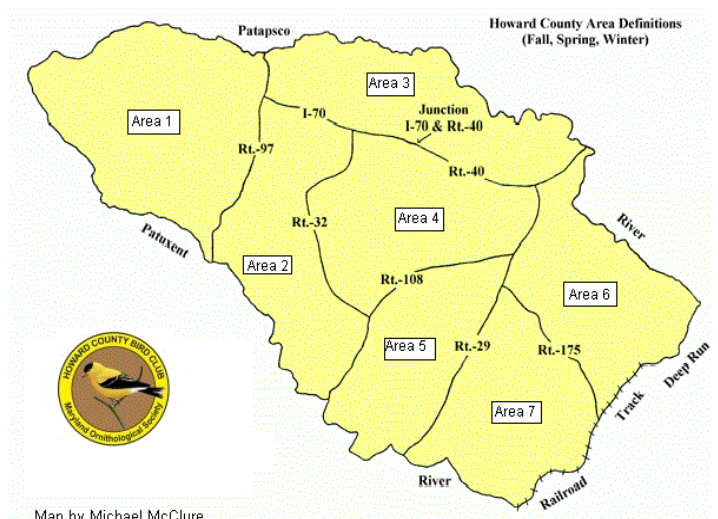 Howard County Area Definitions
(Fall, Spring, Winter)
Patapsco
Area 3
Area 1
I-70
Junction
I-70 & Rt.-40
Rt.-97
Rt.-40
Rt.-32
Area 4
River
Patuxent
Area 2
Rt.-108
Area 6
Area 5
Rt.-29
Rt.-175
Deep Run
Track
Area 7
River
Railroad
HOWARD COUNTY BIRD CLUB
Maryland Ornithological Society
Map by Michael McClure